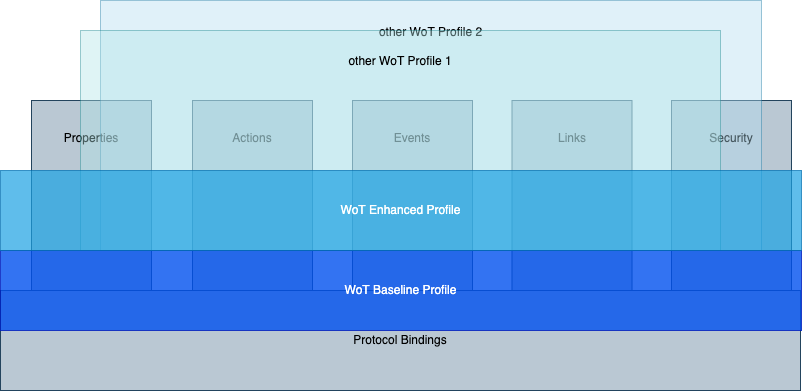 other WoT Profile 2
other WoT Profile 1
Properties
Actions
Events
Links
Security
WoT Enhanced Profile
WoT Baseline Profile
Protocol Bindings